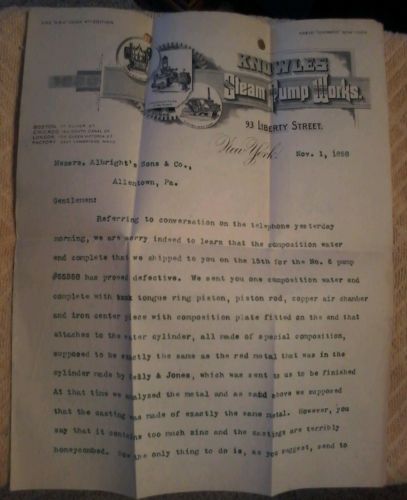 KNOWLES
Steam Pump Works.
93 LIBERTY STREET.
BOSTON
CHICAGO
LONDON
FACTORY
New York. Nov. 1, 1898
Messrs. Albright's Sons & Co.,
Allentown, Pa.
Gentlemen:
Referring to conversation on the telephone yesterday
morning, we are sorry indeed to learn that the composition water
end complete that we shipped to you on the 15th for the No. 6 pump
has proved defective. We sent you one composition water end
complete with tongue ring piston, piston rod, copper air chamber
and iron center piece with composition plate fitted on the end that
attaches to the water cylinder, all made of special composition,
supposed to be exactly the same as the red metal that was in the
cylinder made by Kelly & Jones, which was sent to us to be finished
At that time we analyzed the metal and as said above we supposed
that the casting was made of exactly the same metal. However, you
say that it contains too much zinc and the castings are terribly
honeycombed. Now the only thing to do is, as you suggest, send to